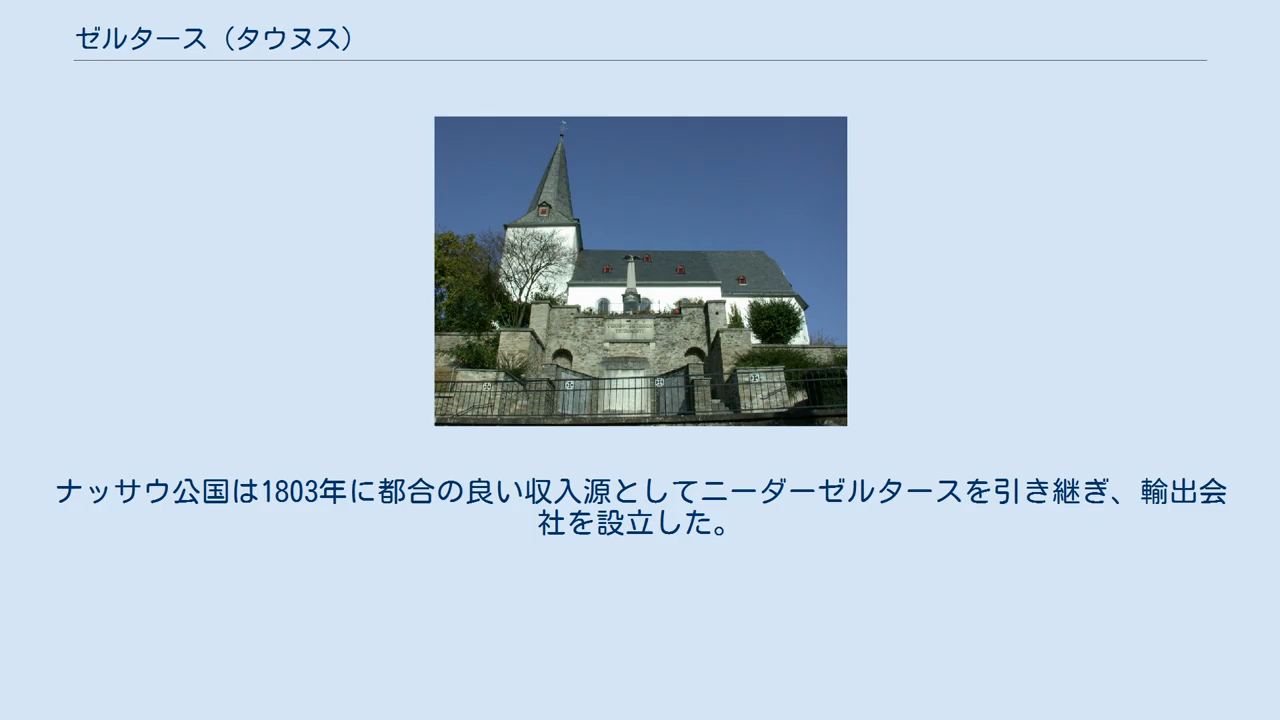 ゼルタース（タウヌス）
ナッサウ公国は1803年に都合の良い収入源としてニーダーゼルタースを引き継ぎ、輸出会
社を設立した。